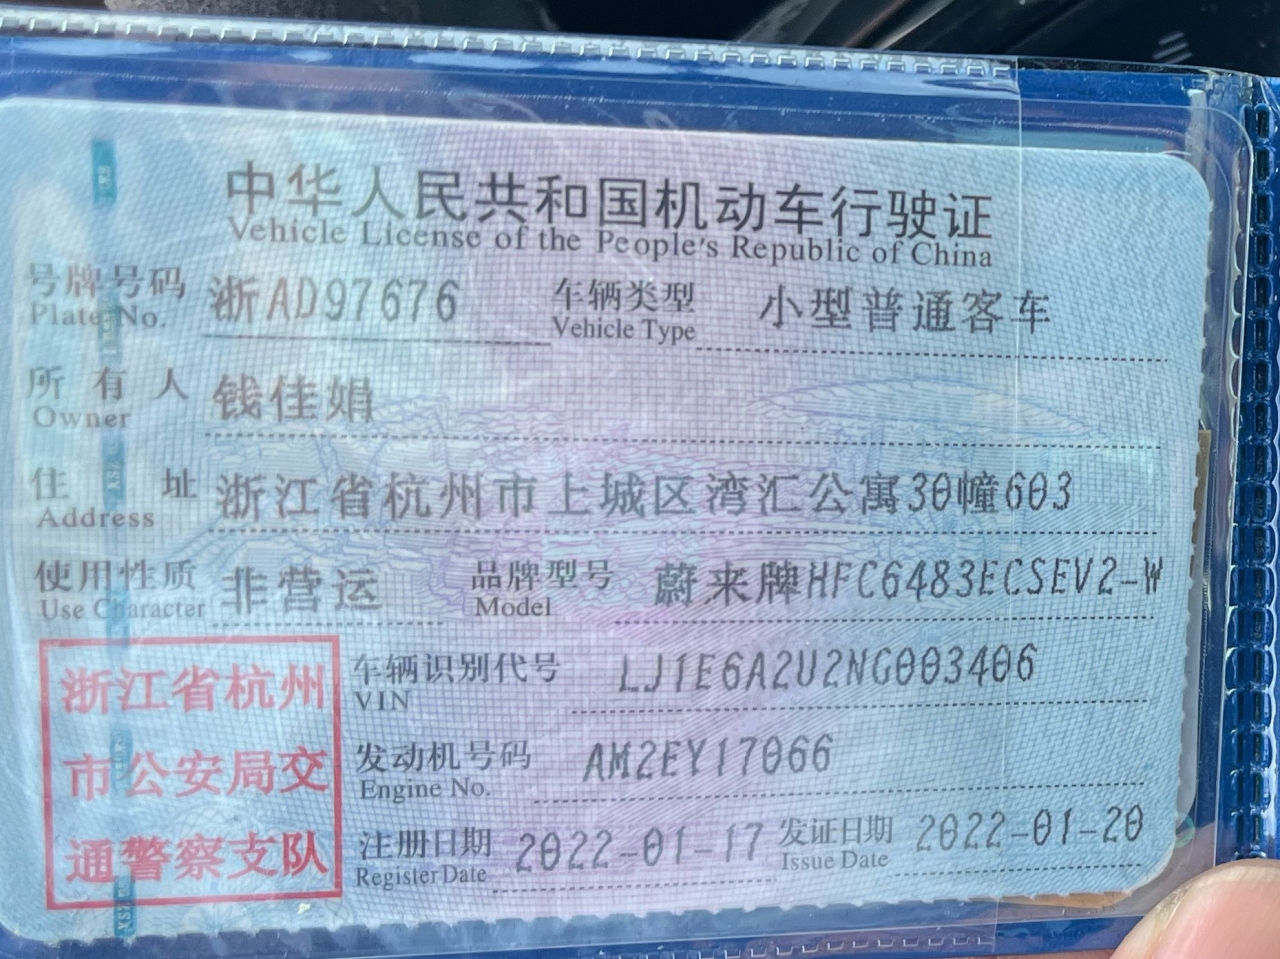 中华人民共和国机动车行驶证
Vehicle License of the People's Republic of China
号牌号码 浙AD97676 车辆类型 小型普通客车
Plate No. Vehicle Type
所有人 钱佳娟
Owner
住址 浙江省杭州市上城区湾汇公寓30幢603
Address
使用性质 非营运 品牌型号 蔚来牌HFC6483ECSEV2-W
Use Character Model
浙江省杭州
市公安局交
通警察支队
车辆识别代号 LJ1E6A2U2NG003406
VIN
发动机号码 AM2EY17066
Engine No.
注册日期 2022-01-17 发证日期 2022-01-20
Register Date Issue Date